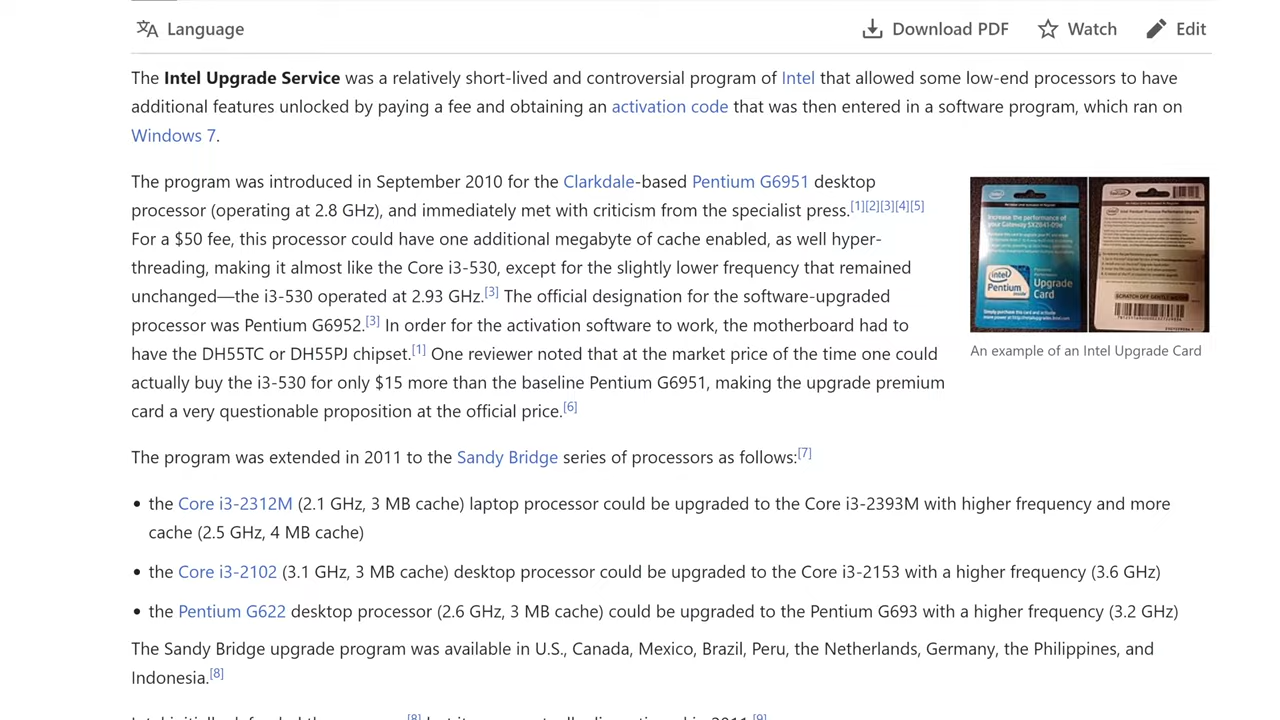 Language
Download PDF
Watch
Edit
The Intel Upgrade Service was a relatively short-lived and controversial program of Intel that allowed some low-end processors to have
additional features unlocked by paying a fee and obtaining an activation code that was then entered in a software program, which ran on
Windows 7.
The program was introduced in September 2010 for the Clarkdale-based Pentium G6951 desktop
processor (operating at 2.8 GHz), and immediately met with criticism from the specialist press.[1][2][3][4][5]
For a $50 fee, this processor could have one additional megabyte of cache enabled, as well hyper-
threading, making it almost like the Core i3-530, except for the slightly lower frequency that remained
unchanged—the i3-530 operated at 2.93 GHz.[3] The official designation for the software-upgraded
processor was Pentium G6952.[3] In order for the activation software to work, the motherboard had to
have the DH55TC or DH55PJ chipset.[1] One reviewer noted that at the market price of the time one could
actually buy the i3-530 for only $15 more than the baseline Pentium G6951, making the upgrade premium
card a very questionable proposition at the official price.[6]
intel
Pentium
inside
Upgrade
Card
An example of an Intel Upgrade Card
The program was extended in 2011 to the Sandy Bridge series of processors as follows:[7]
• the Core i3-2312M (2.1 GHz, 3 MB cache) laptop processor could be upgraded to the Core i3-2393M with higher frequency and more
cache (2.5 GHz, 4 MB cache)
• the Core i3-2102 (3.1 GHz, 3 MB cache) desktop processor could be upgraded to the Core i3-2153 with a higher frequency (3.6 GHz)
• the Pentium G622 desktop processor (2.6 GHz, 3 MB cache) could be upgraded to the Pentium G693 with a higher frequency (3.2 GHz)
The Sandy Bridge upgrade program was available in U.S., Canada, Mexico, Brazil, Peru, the Netherlands, Germany, the Philippines, and
Indonesia.[8]